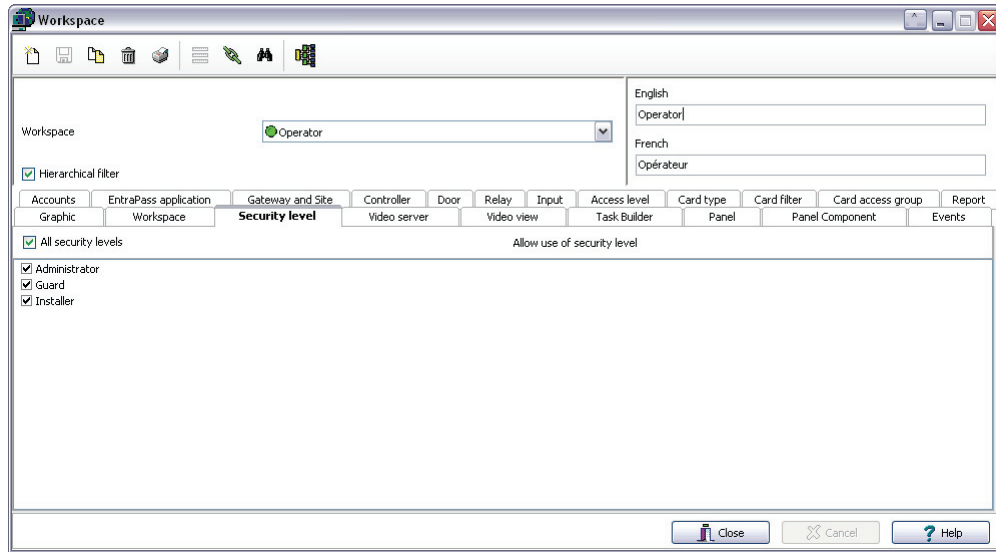 Workspace
English
Operator
Workspace
Operator
French
Opérateur
Hierarchical filter
Accounts EntraPass application Gateway and Site Controller Door Relay Input Access level Card type Card filter Card access group Report
Graphic Workspace Security level Video server Video view Task Builder Panel Panel Component Events
All security levels Allow use of security level
Administrator
Guard
Installer
Close Cancel Help